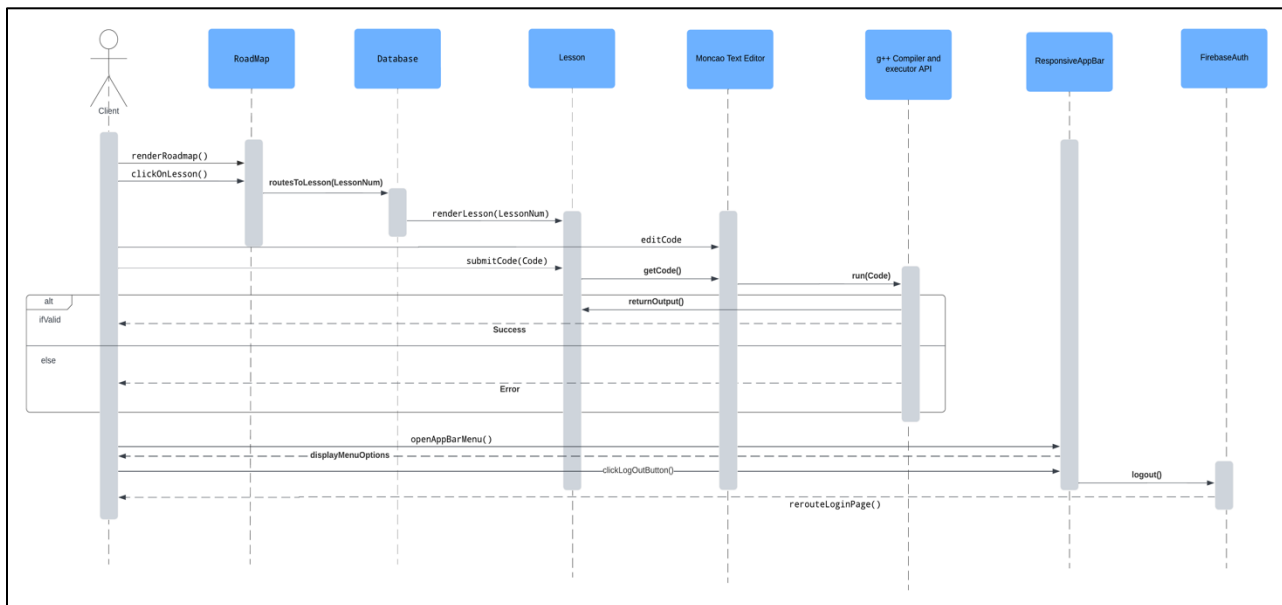 RoadMap
Database
Lesson
Moncao Text Editor
g++ Compiler and
executor API
ResponsiveAppBar
FirebaseAuth
Client
renderRoadmap()
clickOnLesson()
routesToLesson(LessonNum)
renderLesson(LessonNum)
editCode
submitCode(Code)
getCode()
run(Code)
alt
returnOutput()
ifValid
Success
else
Error
openAppBarMenu()
displayMenuOptions
clickLogOutButton()
logout()
rerouteLoginPage()